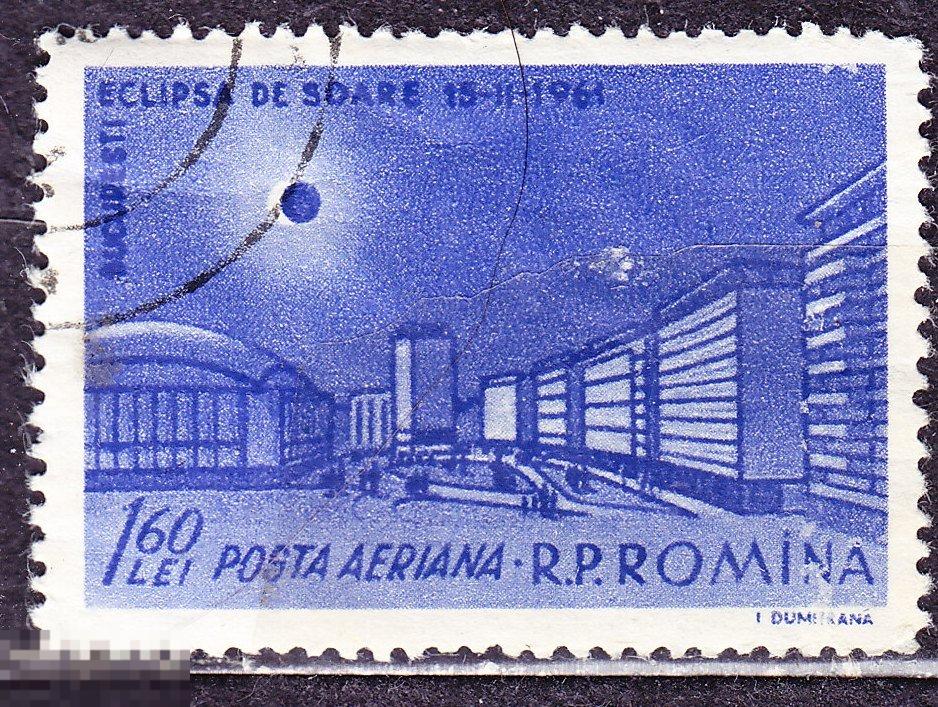 ECLIPSA DE SOARE 15-II-1961
BUCUREȘTI
1 60 LEI POSTA AERIANA · R.P.ROMÎNA
I DUMITRANA